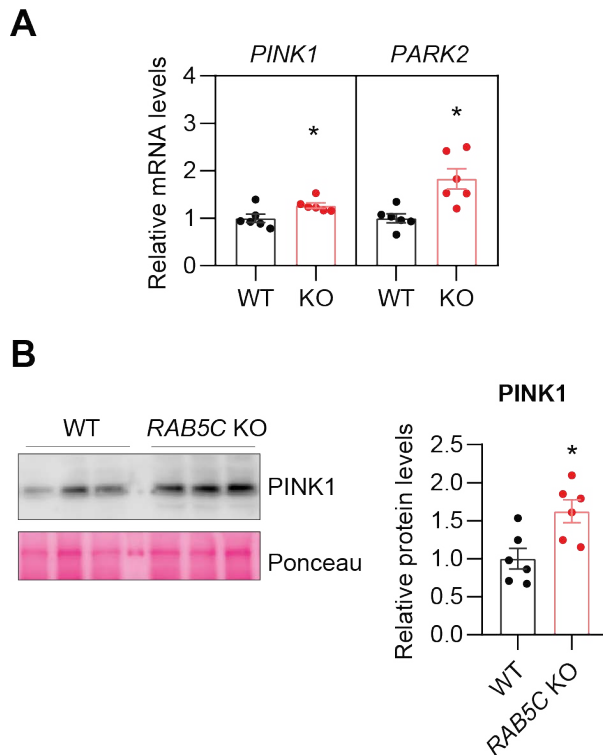 A
PINK1 PARK2
Relative mRNA levels
4
3
2
1
0
* *
WT KO WT KO
B
WT RAB5C KO
PINK1
Ponceau
PINK1
Relative protein levels
2.5
2.0
1.5
1.0
0.5
0.0
*
WT RAB5C KO